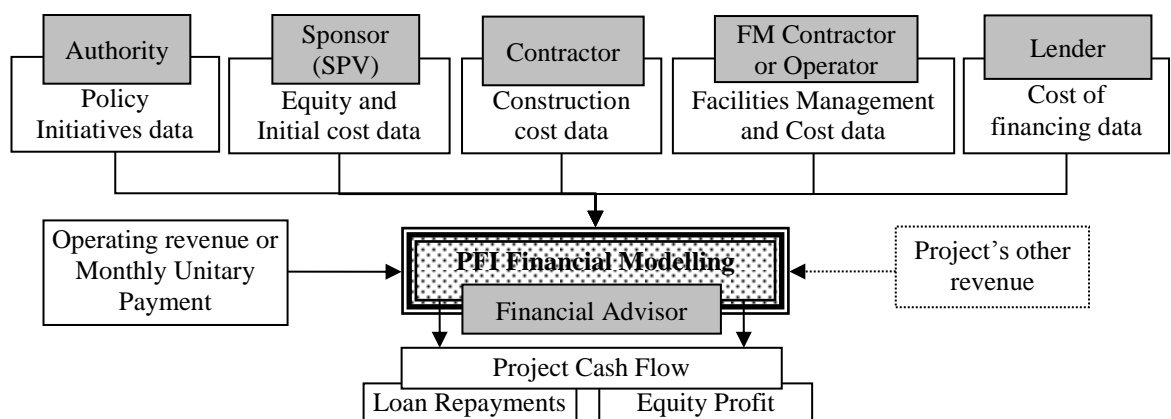 Authority
Policy
Initiatives data
Sponsor
(SPV)
Equity and
Initial cost data
Contractor
Construction
cost data
FM Contractor
or Operator
Facilities Management
and Cost data
Lender
Cost of
financing data
Operating revenue or
Monthly Unitary
Payment
PFI Financial Modelling
Financial Advisor
Project’s other
revenue
Project Cash Flow
Loan Repayments
Equity Profit